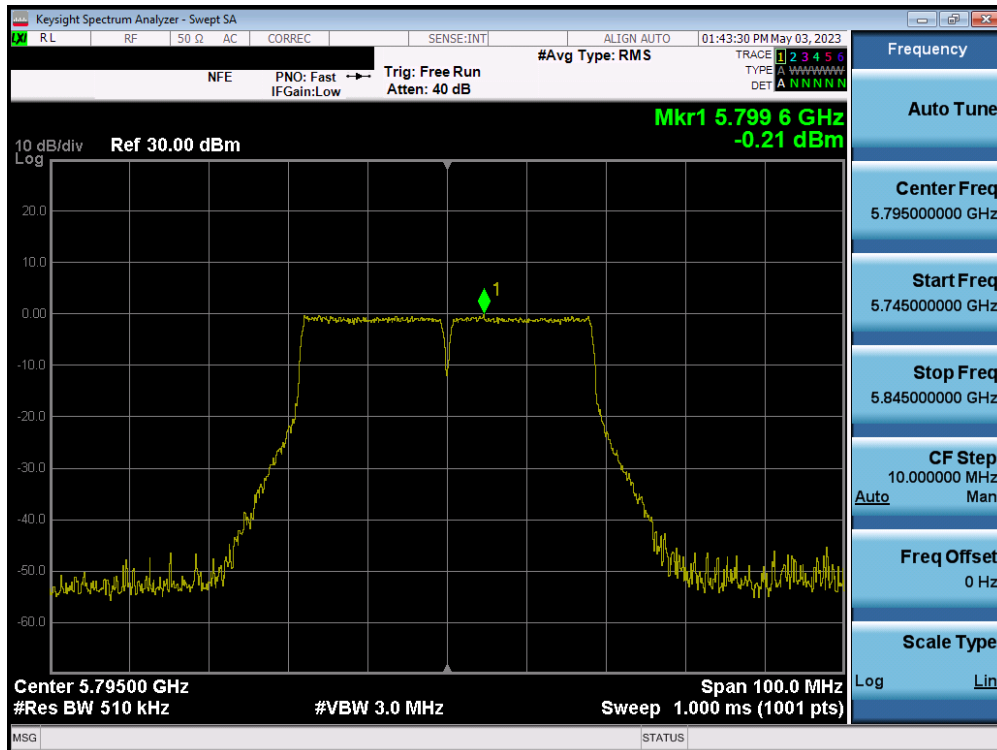 Keysight Spectrum Analyzer - Swept SA
LXI RL RF 50 Ω AC CORREC SENSE:INT ALIGN AUTO 01:43:30 PM May 03, 2023
#Avg Type: RMS TRACE 1 2 3 4 5 6
NFE PNO: Fast Trig: Free Run TYPE A WWWWW
IFGain:Low Atten: 40 dB DET A N N N N N
Mkr1 5.799 6 GHz
-0.21 dBm
10 dB/div Ref 30.00 dBm
Log
20.0
10.0
0.00
-10.0
-20.0
-30.0
-40.0
-50.0
-60.0
1
Center 5.79500 GHz Span 100.0 MHz
#Res BW 510 kHz #VBW 3.0 MHz Sweep 1.000 ms (1001 pts)
MSG STATUS
Frequency
Auto Tune
Center Freq
5.795000000 GHz
Start Freq
5.745000000 GHz
Stop Freq
5.845000000 GHz
CF Step
10.000000 MHz
Auto Man
Freq Offset
0 Hz
Scale Type
Log Lin